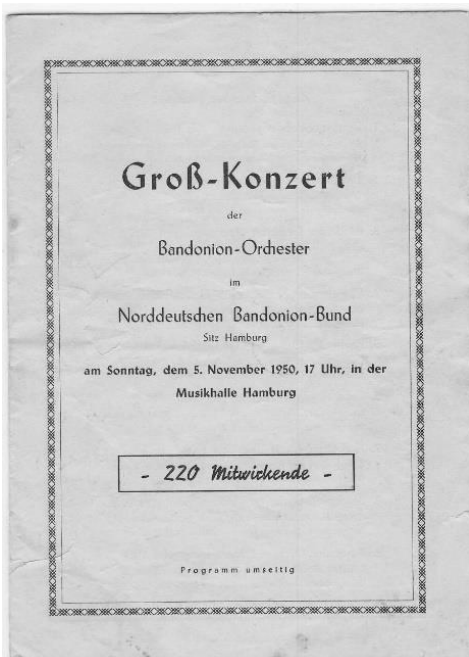 Groß-Konzert
der
Bandonion-Orchester
im
Norddeutschen Bandonion-Bund
Sitz Hamburg
am Sonntag, dem 5. November 1950, 17 Uhr, in der
Musikhalle Hamburg
- 220 Mitwirkende -
Programm umseitig